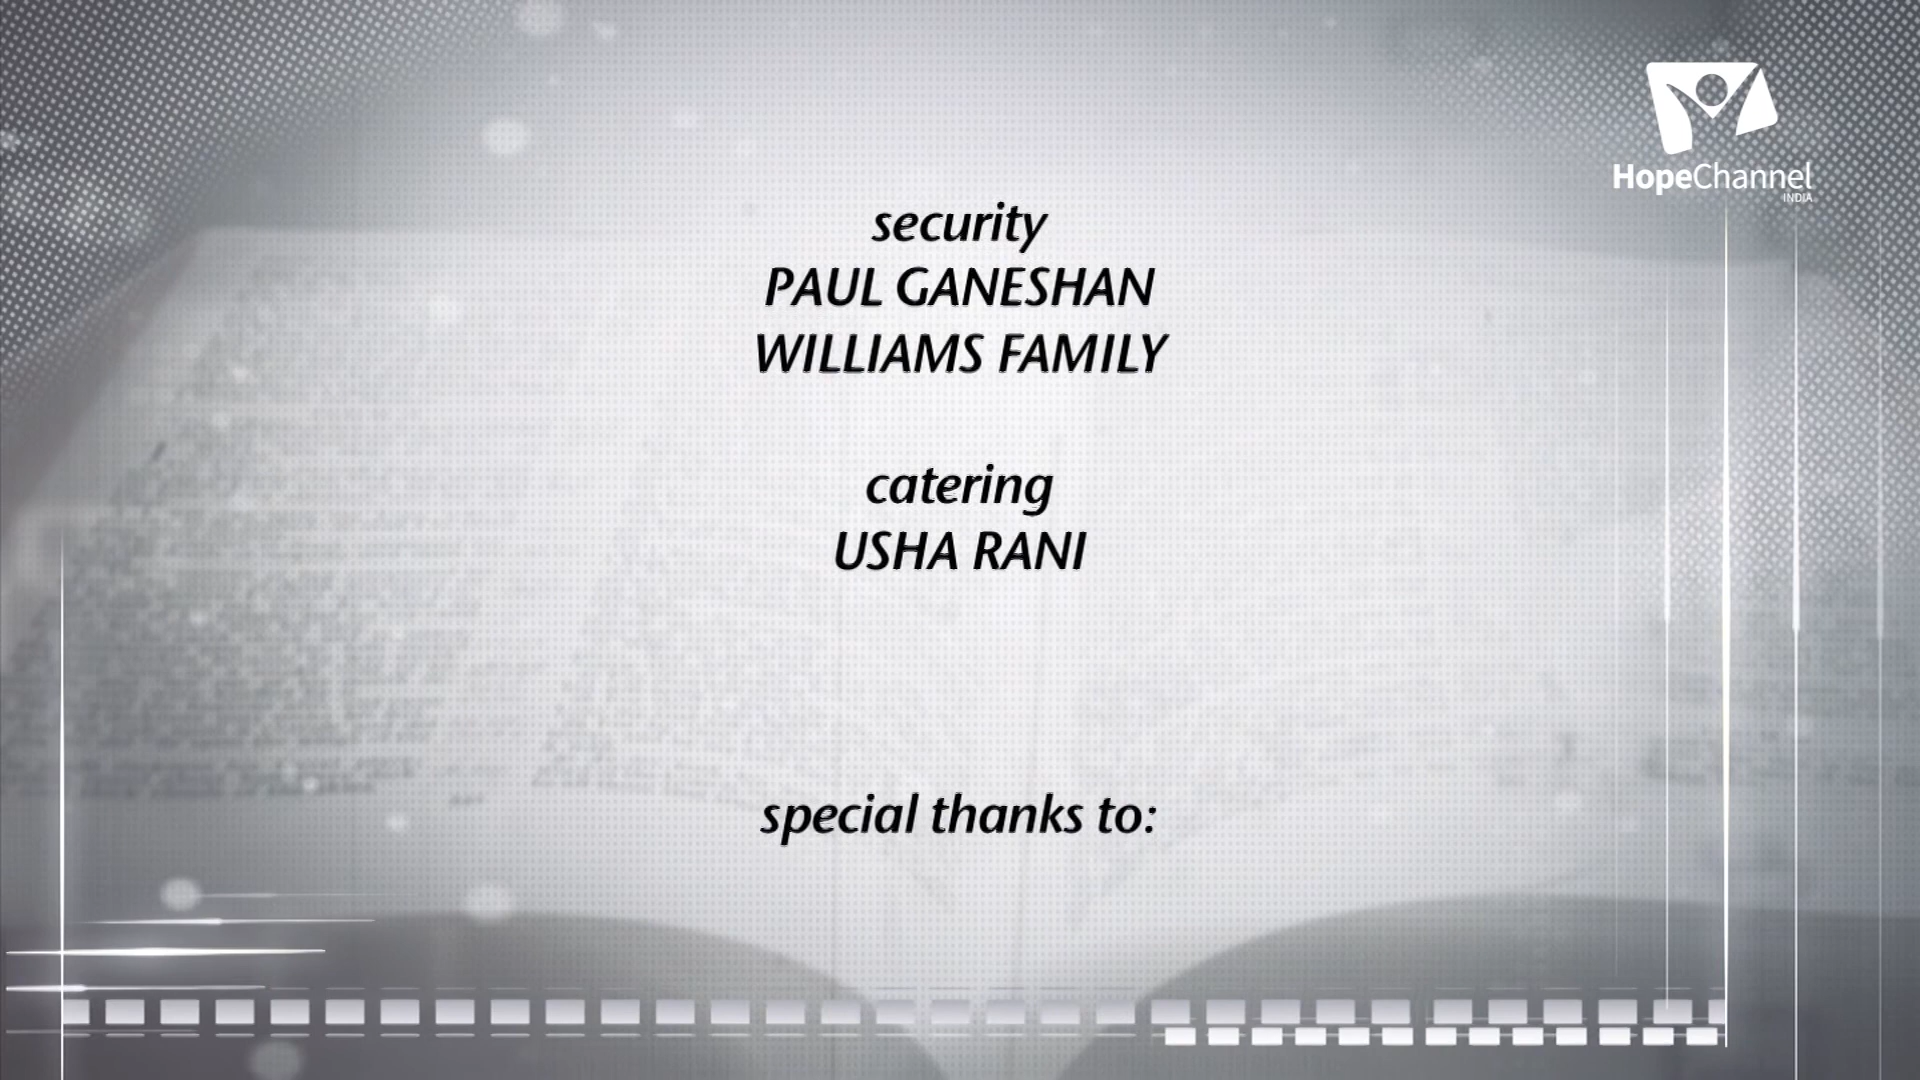 HopeChannel
INDIA
security
PAUL GANESHAN
WILLIAMS FAMILY
catering
USHA RANI
special thanks to: